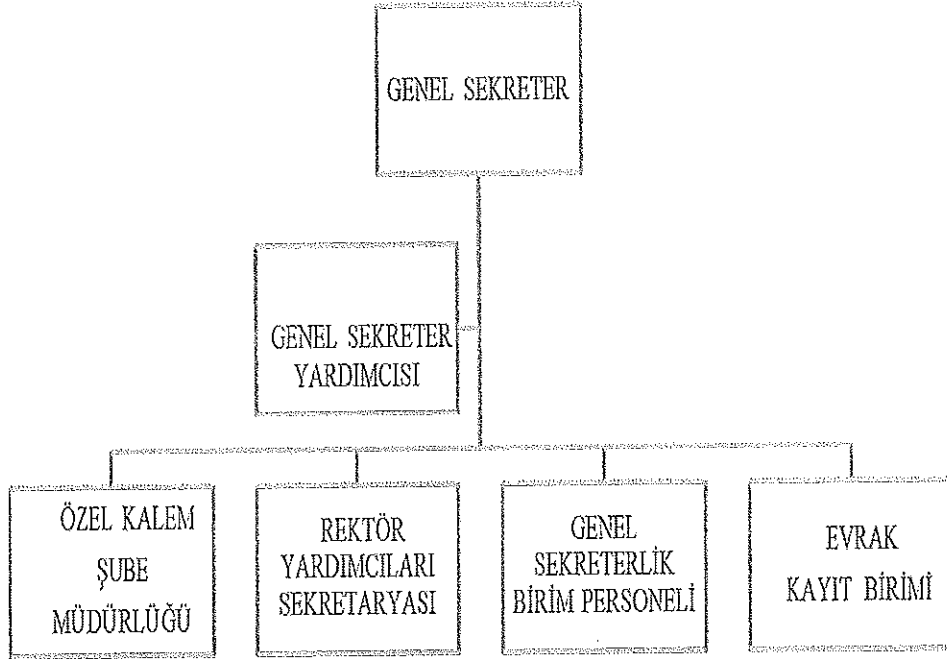 GENEL SEKRETER
GENEL SEKRETER
YARDIMCISI
ÖZEL KALEM
ŞUBE
MÜDÜRLÜĞÜ
REKTÖR
YARDIMCILARI
SEKRETARYASI
GENEL
SEKRETERLİK
BİRİM PERSONELİ
EVRAK
KAYIT BİRİMİ